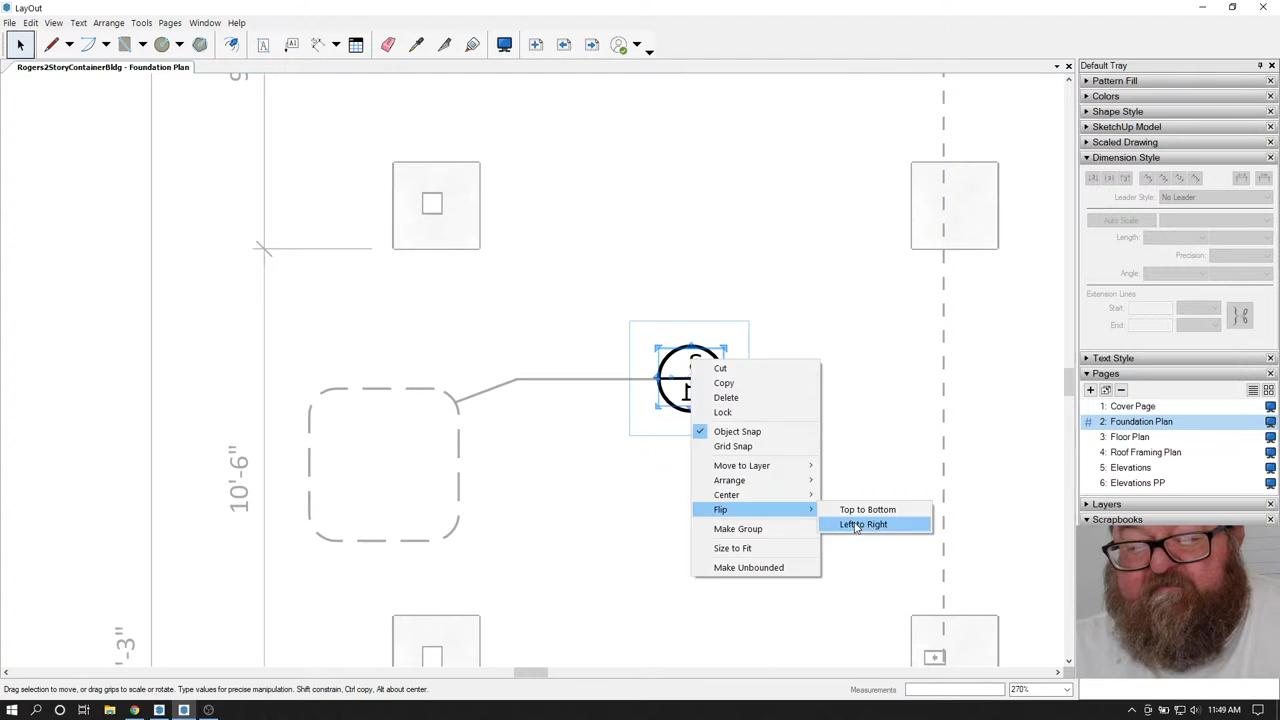 LayOut
File Edit View Text Arrange Tools Pages Window Help
Rogers2StoryContainerBldg - Foundation Plan
Default Tray
Pattern Fill
Colors
Shape Style
SketchUp Model
Scaled Drawing
Dimension Style
Leader Style: No Leader
Auto Scale
Length:
Precision:
Angle:
Extension Lines
Start:
End:
Text Style
Pages
1: Cover Page
# 2: Foundation Plan
3: Floor Plan
4: Roof Framing Plan
5: Elevations
6: Elevations PP
Layers
Scrapbooks
Cut
Copy
Delete
Lock
Object Snap
Grid Snap
Move to Layer
Arrange
Center
Flip
Top to Bottom
Left to Right
Make Group
Size to Fit
Make Unbounded
10'-6"
'-3"
Drag selection to move, or drag grips to scale or rotate. Type values for precise manipulation. Shift constrain, Ctrl copy, Alt about center.
Measurements
270%
11:49 AM